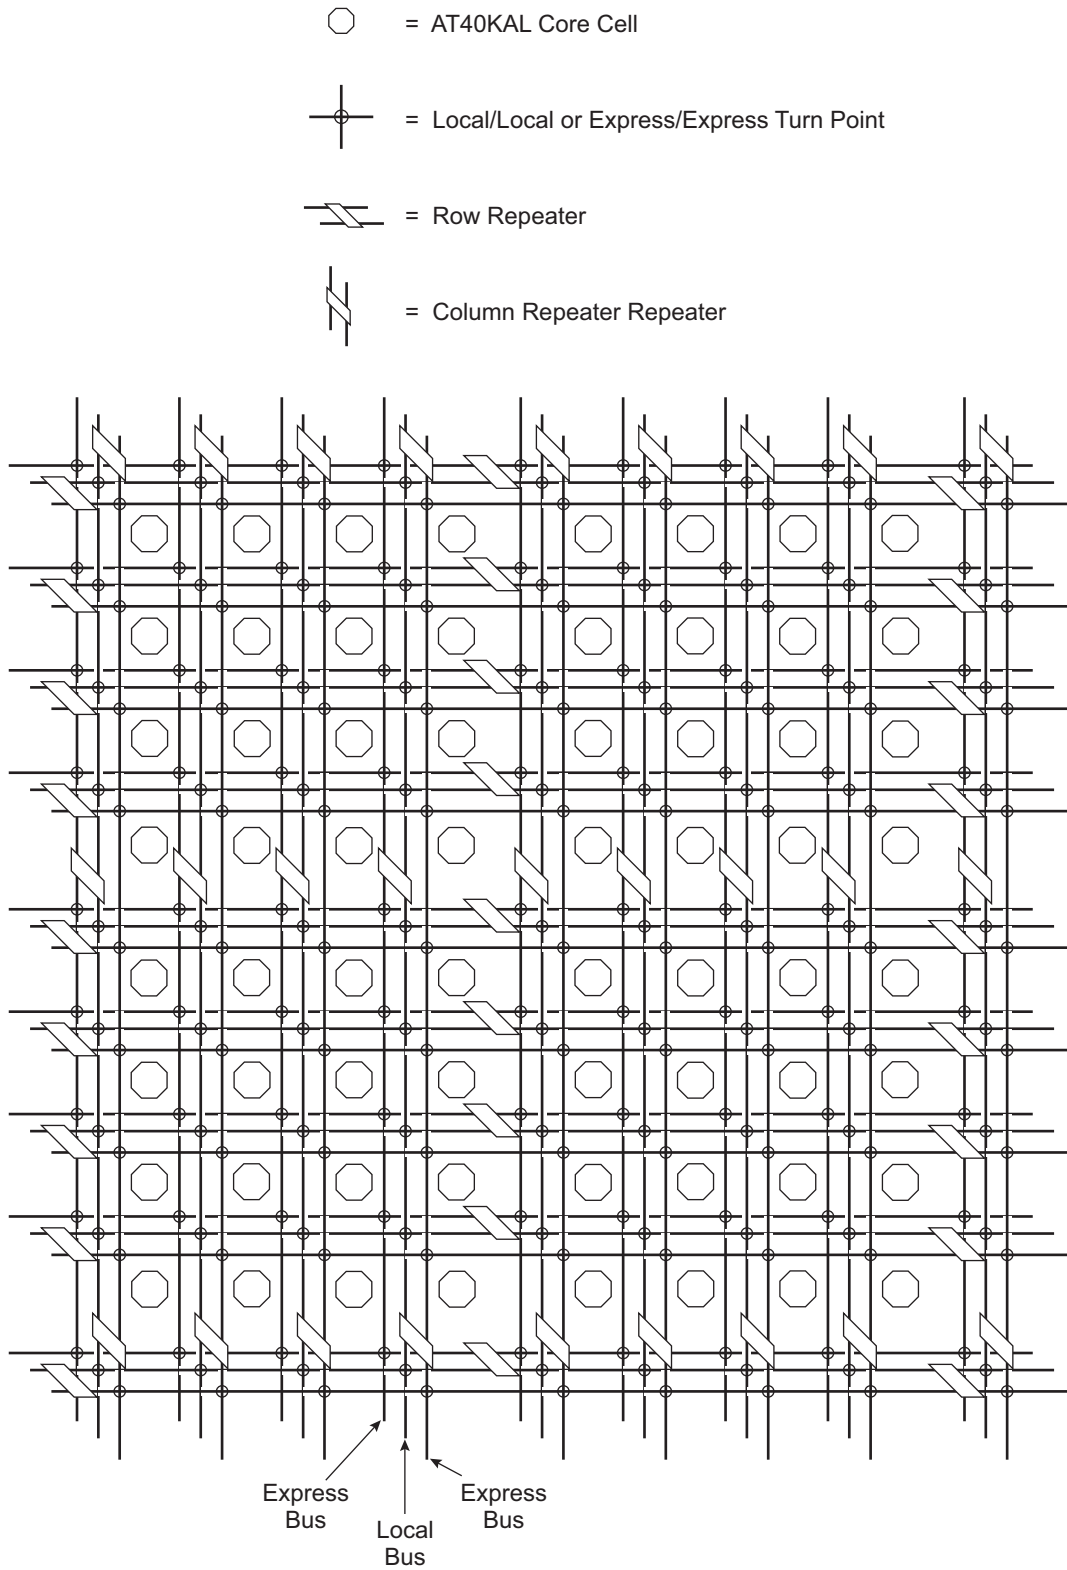 = AT40KAL Core Cell
= Local/Local or Express/Express Turn Point
= Row Repeater
= Column Repeater Repeater
Express
Bus
Local
Bus
Express
Bus